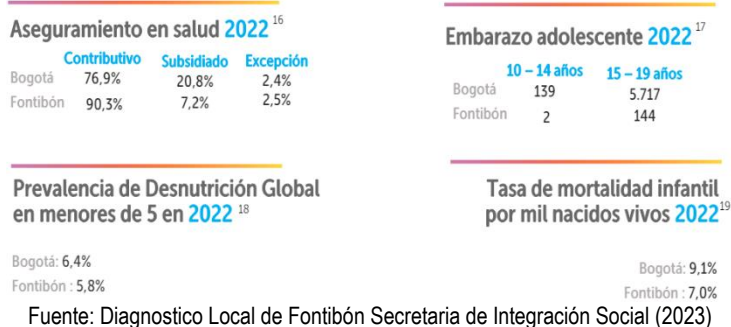 Aseguramiento en salud 2022 16
Contributivo Subsidiado Excepción
Bogotá 76,9% 20,8% 2,4%
Fontibón 90,3% 7,2% 2,5%
Embarazo adolescente 2022 17
10 – 14 años 15 – 19 años
Bogotá 139 5.717
Fontibón 2 144
Prevalencia de Desnutrición Global
en menores de 5 en 2022 18
Bogotá: 6,4%
Fontibón : 5,8%
Tasa de mortalidad infantil
por mil nacidos vivos 2022 19
Bogotá: 9,1%
Fontibón : 7,0%
Fuente: Diagnostico Local de Fontibón Secretaria de Integración Social (2023)